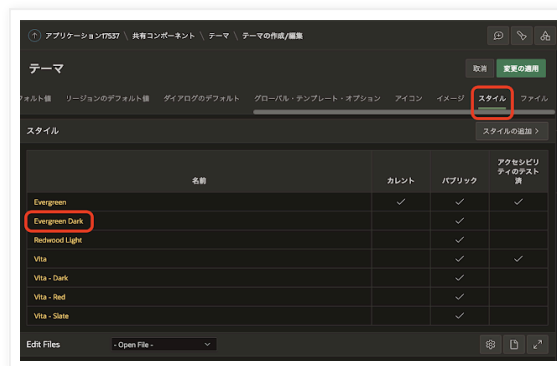 アプリケーション17537 \ 共有コンポーネント \ テーマ \ テーマの作成/編集
テーマ
取消
変更の適用
フォルト値 リージョンのデフォルト値 ダイアログのデフォルト グローバル・テンプレート・オプション アイコン イメージ スタイル ファイル
スタイル
スタイルの追加 >
名前 カレント パブリック アクセシビリティのテスト済
Evergreen
Evergreen Dark
Redwood Light
Vita
Vita - Dark
Vita - Red
Vita - Slate
Edit Files - Open File -